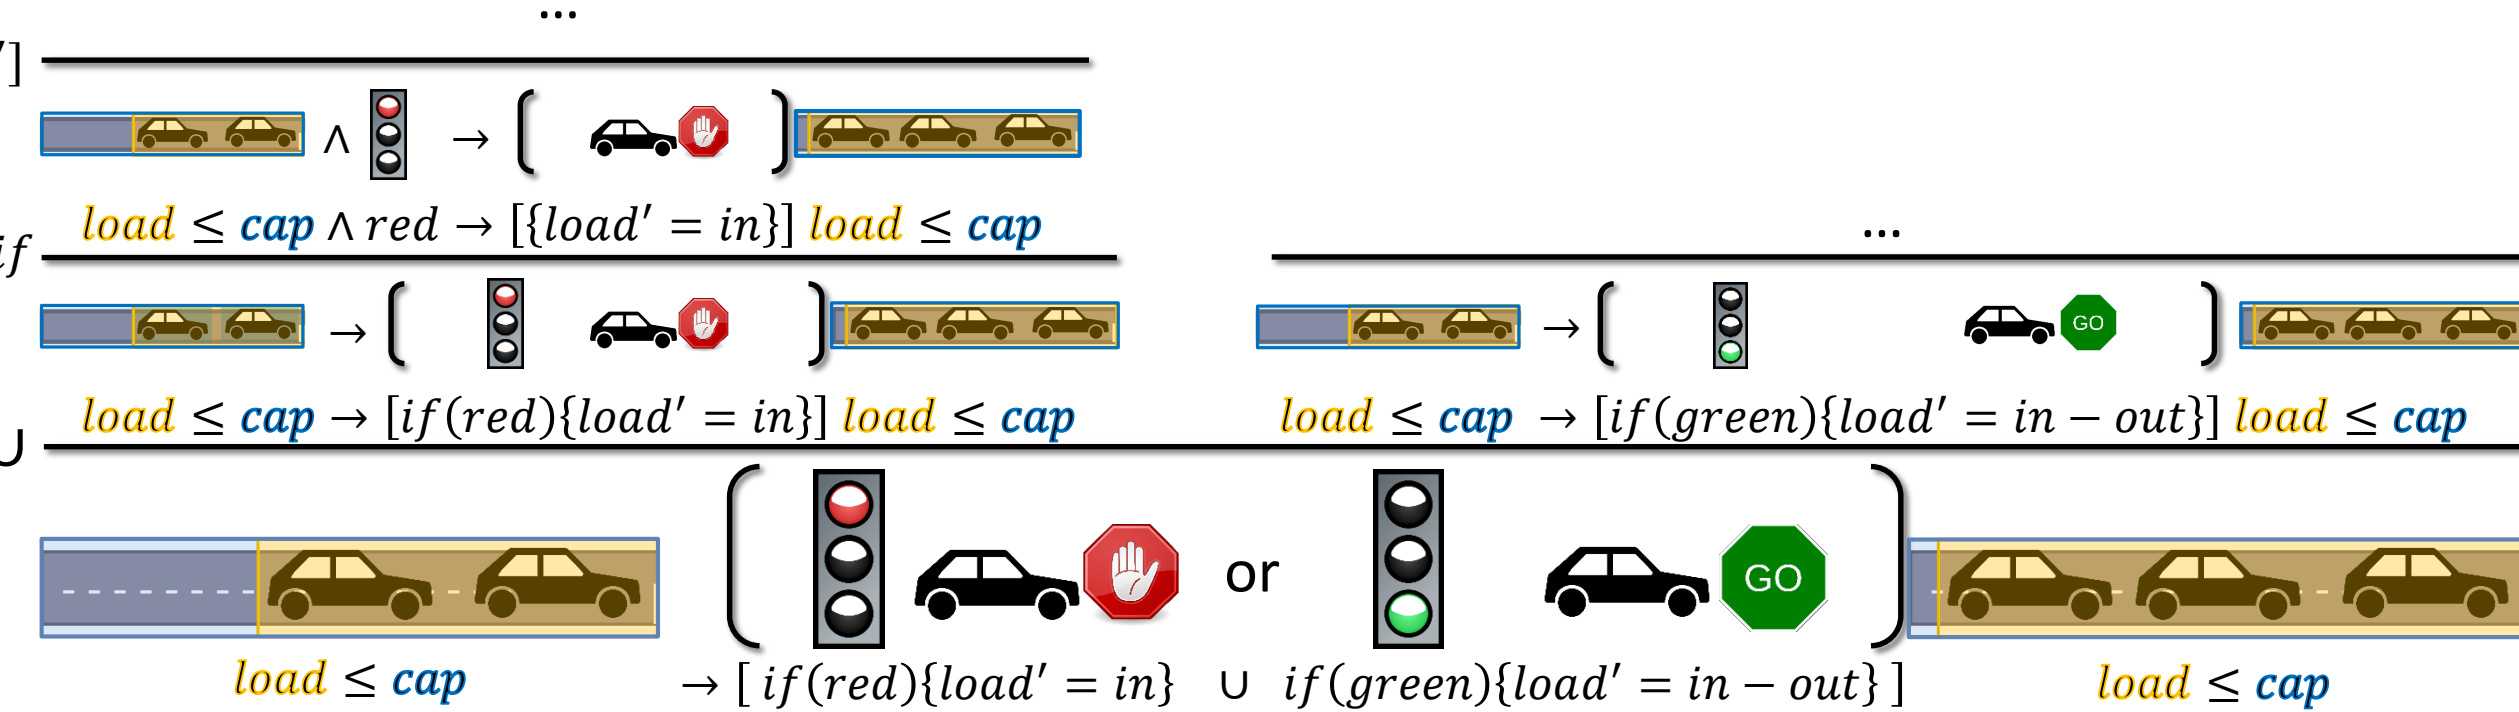 ...
′]
∧ → ( )
load ≤ cap ∧ red → [{load′ = in}] load ≤ cap
...
if
→ ( ) → ( GO )
load ≤ cap → [if(red){load′ = in}] load ≤ cap load ≤ cap → [if(green){load′ = in − out}] load ≤ cap
∪
( or GO )
load ≤ cap → [ if(red){load′ = in} ∪ if(green){load′ = in − out} ] load ≤ cap